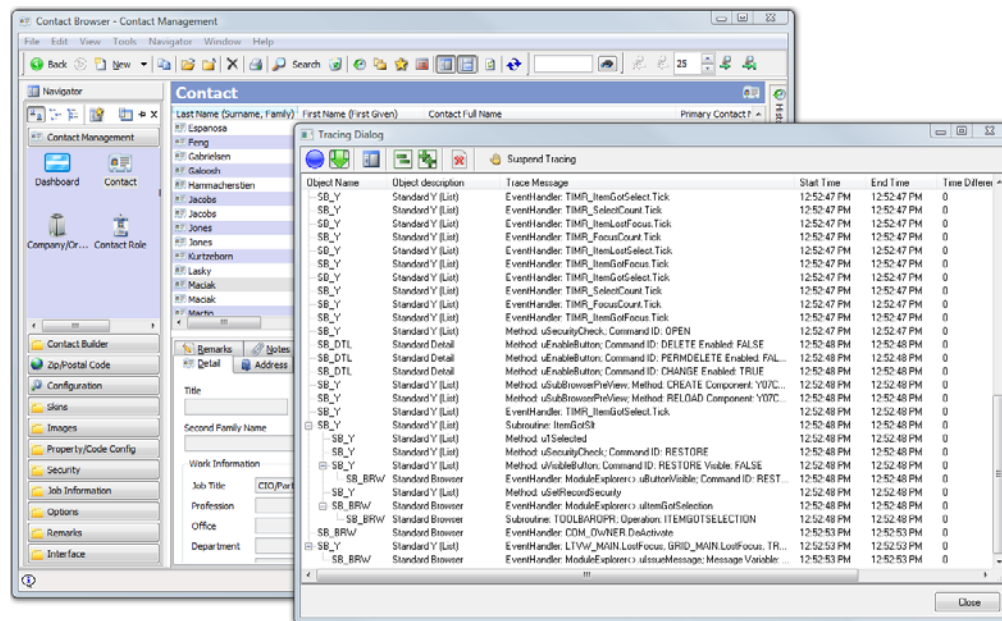 Contact Browser - Contact Management
File Edit View Tools Navigator Window Help
Back New Search 25
Navigator
Contact Management
Dashboard Contact
Company/Or... Contact Role
Contact Builder
Zip/Postal Code
Configuration
Skins
Images
Property/Code Config
Security
Job Information
Options
Remarks
Interface
Contact
Last Name (Surname, Family) First Name (First Given) Contact Full Name Primary Contact
Espanosa
Feng
Gabrielsen
Galoosh
Hammacherstien
Jacobs
Jacobs
Jones
Jones
Kurtzeborn
Lasky
Maciak
Maciak
Martin
Remarks Notes
Detail Address
Title
Second Family Name
Work Information
Job Title
Profession
Office
Department
Tracing Dialog
Suspend Tracing
Object Name Object description Trace Message Start Time End Time Time Differen
SB_Y Standard Y (List) EventHandler: TIMR_ItemGotSelect.Tick 12:52:47 PM 12:52:47 PM 0
SB_Y Standard Y (List) EventHandler: TIMR_SelectCount.Tick 12:52:47 PM 12:52:47 PM 0
SB_Y Standard Y (List) EventHandler: TIMR_ItemLostFocus.Tick 12:52:47 PM 12:52:47 PM 0
SB_Y Standard Y (List) EventHandler: TIMR_FocusCount.Tick 12:52:47 PM 12:52:47 PM 0
SB_Y Standard Y (List) EventHandler: TIMR_ItemLostSelect.Tick 12:52:47 PM 12:52:47 PM 0
SB_Y Standard Y (List) EventHandler: TIMR_ItemGotFocus.Tick 12:52:47 PM 12:52:47 PM 0
SB_Y Standard Y (List) EventHandler: TIMR_ItemGotSelect.Tick 12:52:47 PM 12:52:47 PM 0
SB_Y Standard Y (List) EventHandler: TIMR_SelectCount.Tick 12:52:47 PM 12:52:47 PM 0
SB_Y Standard Y (List) EventHandler: TIMR_FocusCount.Tick 12:52:47 PM 12:52:47 PM 0
SB_Y Standard Y (List) EventHandler: TIMR_ItemGotFocus.Tick 12:52:47 PM 12:52:47 PM 0
SB_Y Standard Y (List) Method: uSecurityCheck; Command ID: OPEN 12:52:47 PM 12:52:47 PM 0
SB_DTL Standard Detail Method: uEnableButton; Command ID: DELETE Enabled: FALSE 12:52:48 PM 12:52:48 PM 0
SB_DTL Standard Detail Method: uEnableButton; Command ID: PERMDELETE Enabled: FAL... 12:52:48 PM 12:52:48 PM 0
SB_DTL Standard Detail Method: uEnableButton; Command ID: CHANGE Enabled: TRUE 12:52:48 PM 12:52:48 PM 0
SB_Y Standard Y (List) Method: uSubBrowserPreView; Method: CREATE Component: Y07C... 12:52:48 PM 12:52:48 PM 0
SB_Y Standard Y (List) Method: uSubBrowserPreView; Method: RELOAD Component: Y07C... 12:52:48 PM 12:52:48 PM 0
SB_Y Standard Y (List) EventHandler: TIMR_ItemGotSelect.Tick 12:52:48 PM 12:52:48 PM 0
SB_Y Standard Y (List) Subroutine: ItemGotSlt 12:52:48 PM 12:52:48 PM 0
SB_Y Standard Y (List) Method: u1Selected 12:52:48 PM 12:52:48 PM 0
SB_Y Standard Y (List) Method: uSecurityCheck; Command ID: RESTORE 12:52:48 PM 12:52:48 PM 0
SB_Y Standard Y (List) Method: uVisibleButton; Command ID: RESTORE Visible: FALSE 12:52:48 PM 12:52:48 PM 0
SB_BRW Standard Browser EventHandler: ModuleExplorer<>.uButtonVisible; Command ID: REST... 12:52:48 PM 12:52:48 PM 0
SB_Y Standard Y (List) Method: uSetRecordSecurity 12:52:48 PM 12:52:48 PM 0
SB_BRW Standard Browser EventHandler: ModuleExplorer<>.uItemGotSelection 12:52:48 PM 12:52:48 PM 0
SB_BRW Standard Browser Subroutine: TOOLBAROPR; Operation: ITEMGOTSELECTION 12:52:48 PM 12:52:48 PM 0
SB_BRW Standard Browser EventHandler: COM_OWNER.DeActivate 12:52:53 PM 12:52:53 PM 0
SB_Y Standard Y (List) EventHandler: LTVW_MAIN.LostFocus, GRID_MAIN.LostFocus, TR... 12:52:53 PM 12:52:53 PM 0
SB_BRW Standard Browser EventHandler: ModuleExplorer<>.uIssueMessage; Message Variable: ... 12:52:53 PM 12:52:53 PM 0
Close